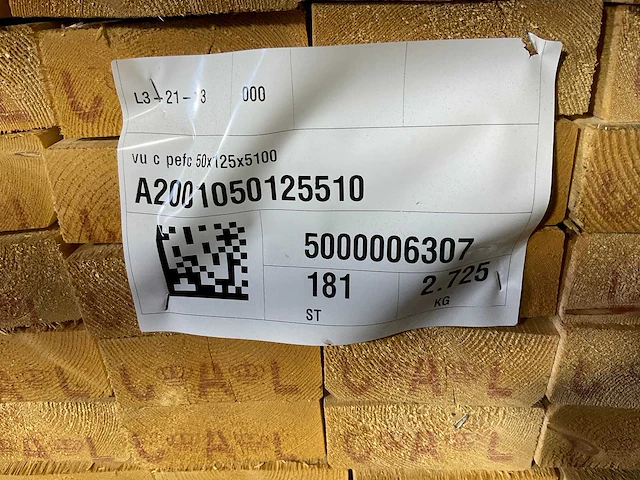 L3-21-13 000
vu c pefc 50x125x5100
A2001050125510
5000006307
181 2.725
ST KG
C A L C A L
C A L C A L